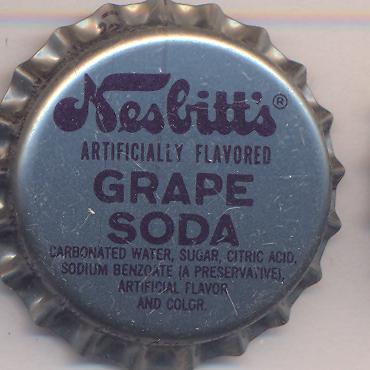 Nesbitt's®
ARTIFICIALLY FLAVORED
GRAPE
SODA
CARBONATED WATER, SUGAR, CITRIC ACID,
SODIUM BENZOATE (A PRESERVATIVE),
ARTIFICIAL FLAVOR
AND COLOR.